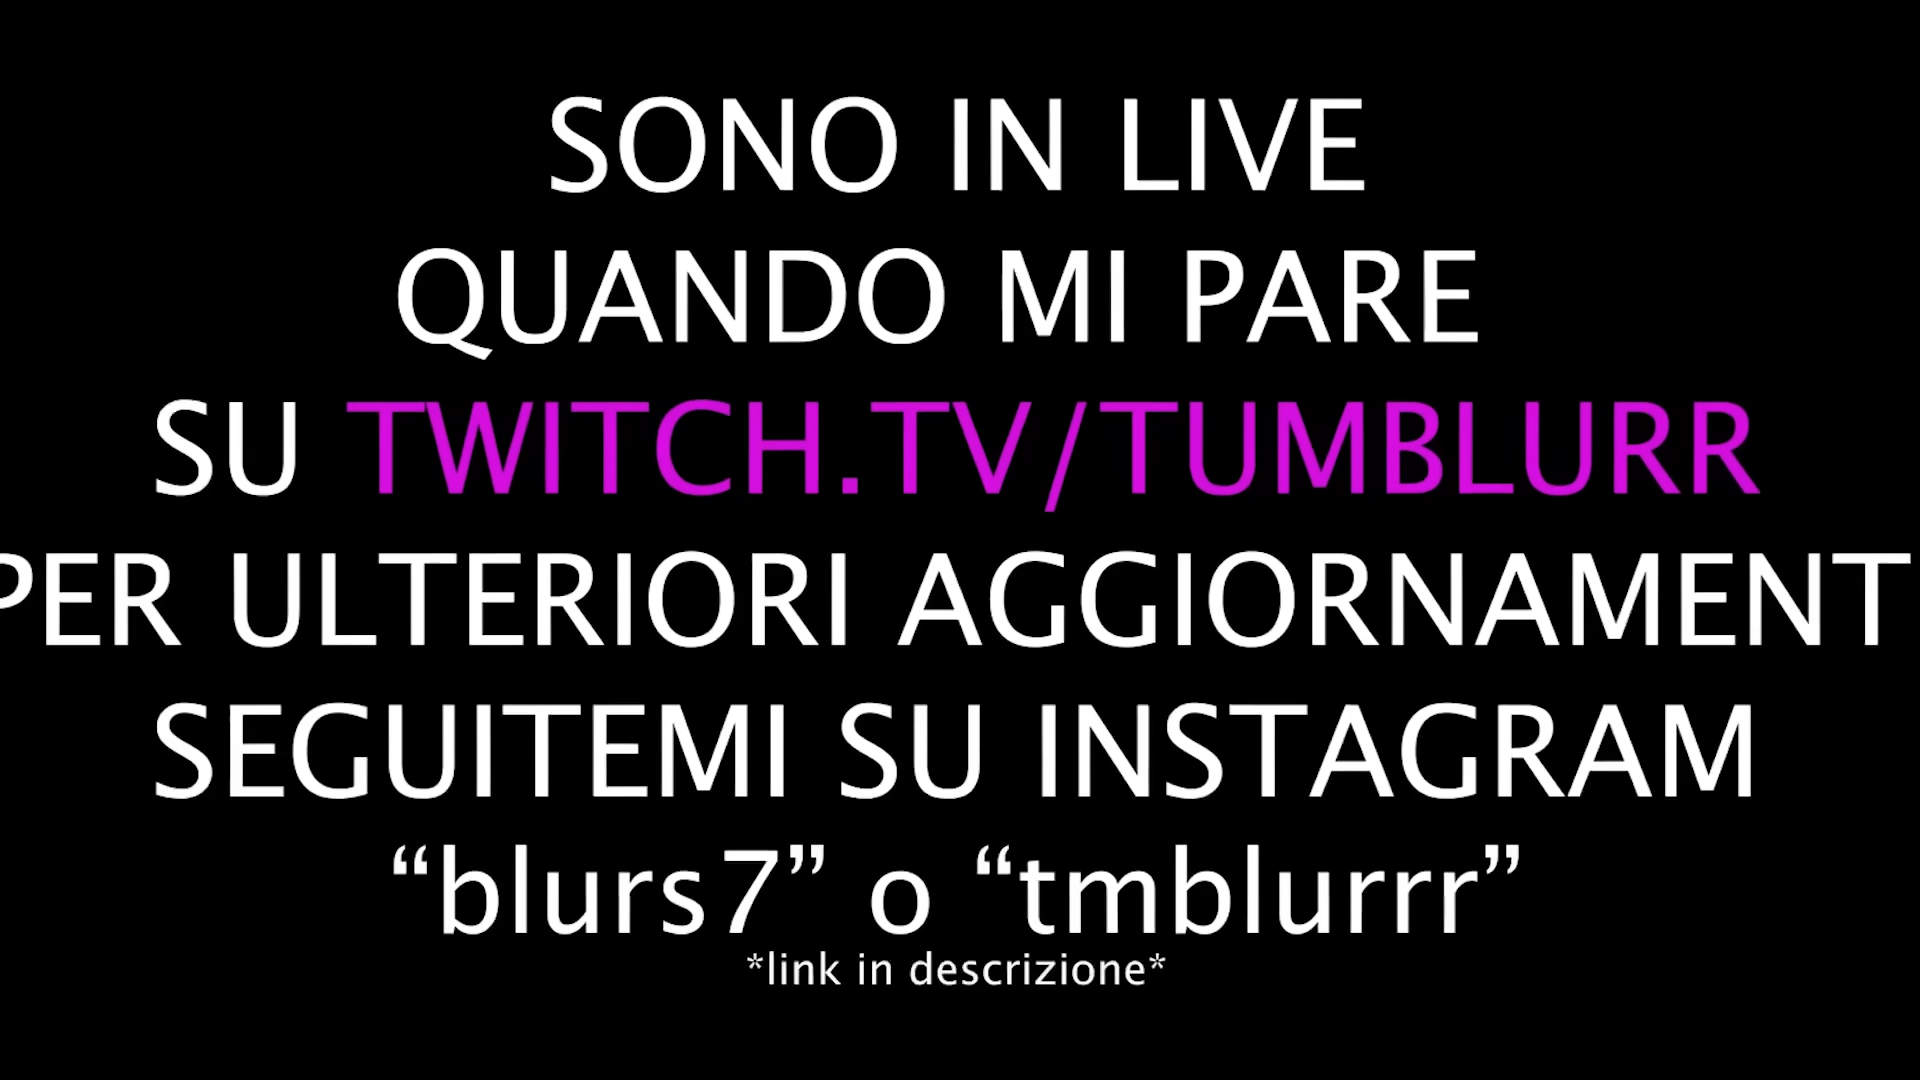 SONO IN LIVE
QUANDO MI PARE
SU TWITCH.TV/TUMBLURR
PER ULTERIORI AGGIORNAMENT
SEGUITEMI SU INSTAGRAM
“blurs7” o “tmblurrr”
*link in descrizione*